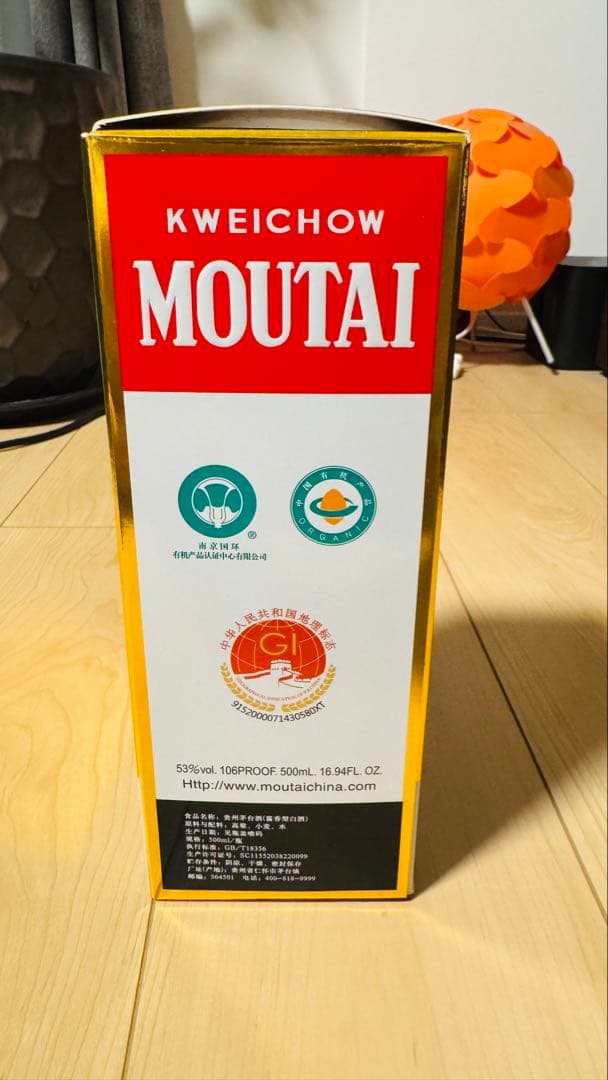 KWEICHOW
MOUTAI
®
南京国环
有机产品认证中心有限公司
中国有机产品
ORGANIC
中华人民共和国地理标志
GI
GEOGRAPHICAL INDICATION OF P.R.CHINA
9152000071430580XT
53%vol. 106PROOF. 500mL. 16.94FL. OZ.
Http://www.moutaichina.com
食品名称：贵州茅台酒(酱香型白酒)
原料与配料：高粱、小麦、水
生产日期：见瓶盖喷码
规格：500ml/瓶
执行标准：GB/T18356
生产许可证号：SC11552038220099
贮存条件：阴凉、干燥、密封保存
厂址(产地)：贵州省仁怀市茅台镇
邮编：564501 电话：400-818-9999